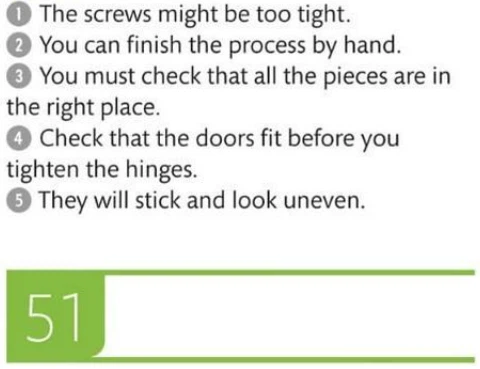 1 The screws might be too tight.
2 You can finish the process by hand.
3 You must check that all the pieces are in
the right place.
4 Check that the doors fit before you
tighten the hinges.
5 They will stick and look uneven.
51